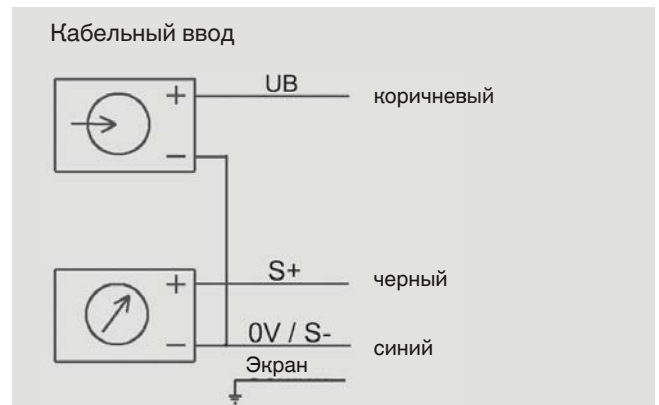 Кабельный ввод
+ UB коричневый
−
+ S+ черный
− 0V / S- синий
Экран